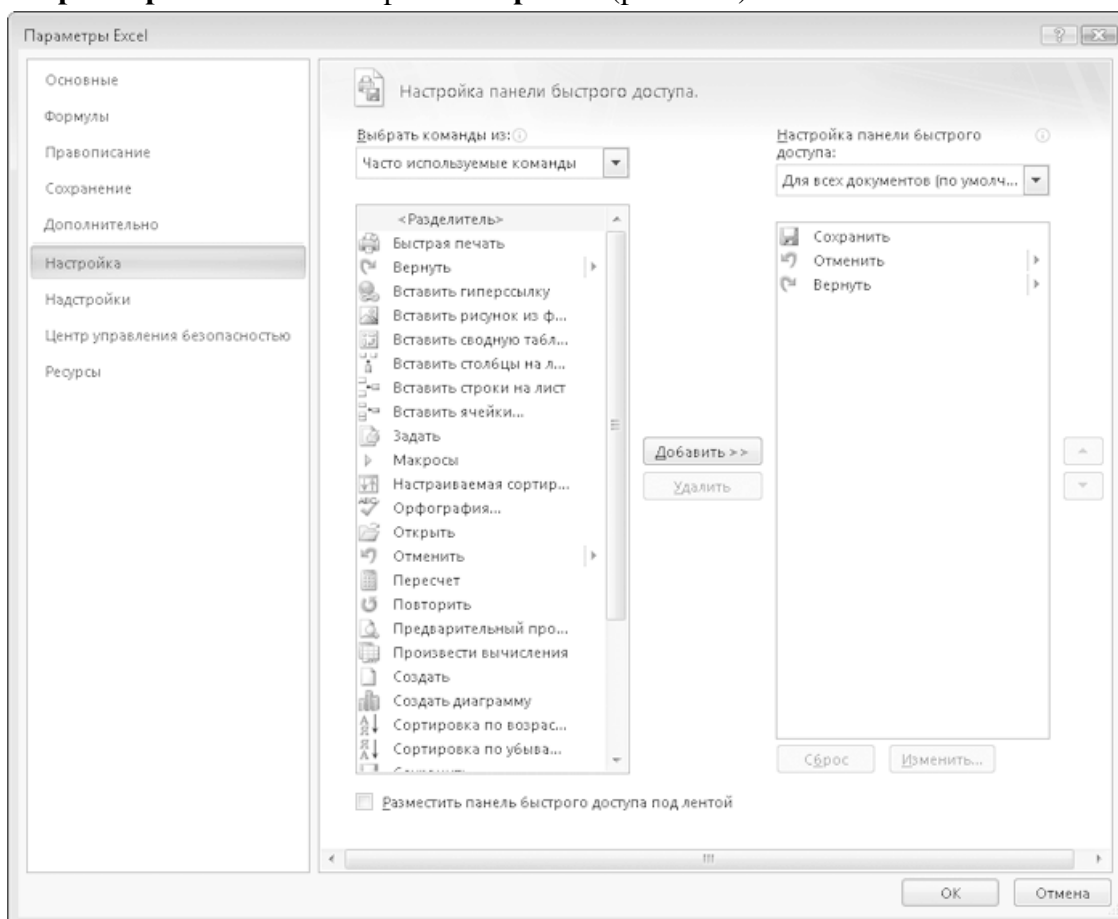 Параметры Excel
Основные
Формулы
Правописание
Сохранение
Дополнительно
Настройка
Надстройки
Центр управления безопасностью
Ресурсы
Настройка панели быстрого доступа.
Выбрать команды из:
Часто используемые команды
<Разделитель>
Быстрая печать
Вернуть
Вставить гиперссылку
Вставить рисунок из ф...
Вставить сводную табл...
Вставить столбцы на л...
Вставить строки на лист
Вставить ячейки...
Задать
Макросы
Настраиваемая сортир...
Орфография...
Открыть
Отменить
Пересчет
Повторить
Предварительный про...
Произвести вычисления
Создать
Создать диаграмму
Сортировка по возрас...
Сортировка по убыва...
Добавить >>
Удалить
Настройка панели быстрого
доступа:
Для всех документов (по умолч...
Сохранить
Отменить
Вернуть
Сброс
Изменить...
Разместить панель быстрого доступа под лентой
ОК
Отмена